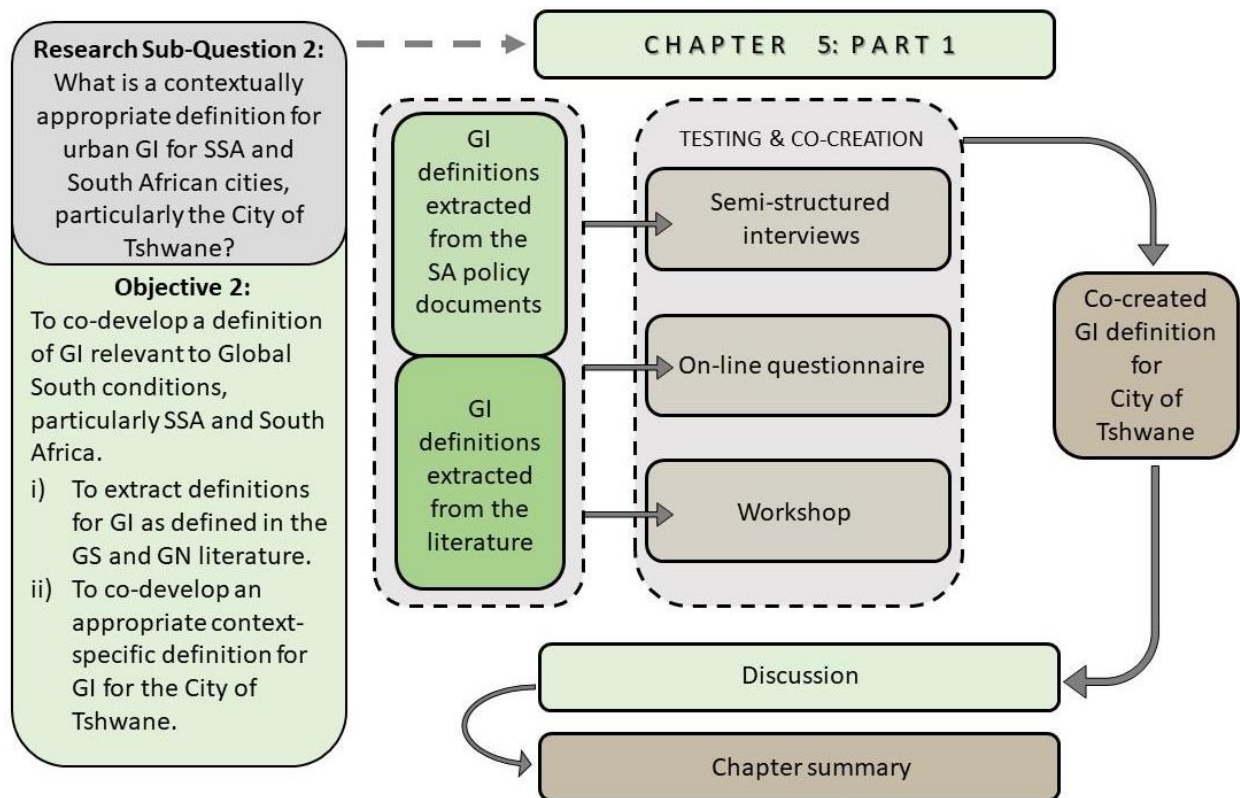 Research Sub-Question 2:
What is a contextually
appropriate definition for
urban GI for SSA and
South African cities,
particularly the City of
Tshwane?
Objective 2:
To co-develop a definition
of GI relevant to Global
South conditions,
particularly SSA and South
Africa.
i) To extract definitions
for GI as defined in the
GS and GN literature.
ii) To co-develop an
appropriate context-
specific definition for
GI for the City of
Tshwane.
CHAPTER 5: PART 1
GI
definitions
extracted
from the
SA policy
documents
GI
definitions
extracted
from the
literature
TESTING & CO-CREATION
Semi-structured
interviews
On-line questionnaire
Workshop
Co-created
GI definition
for
City of
Tshwane
Discussion
Chapter summary